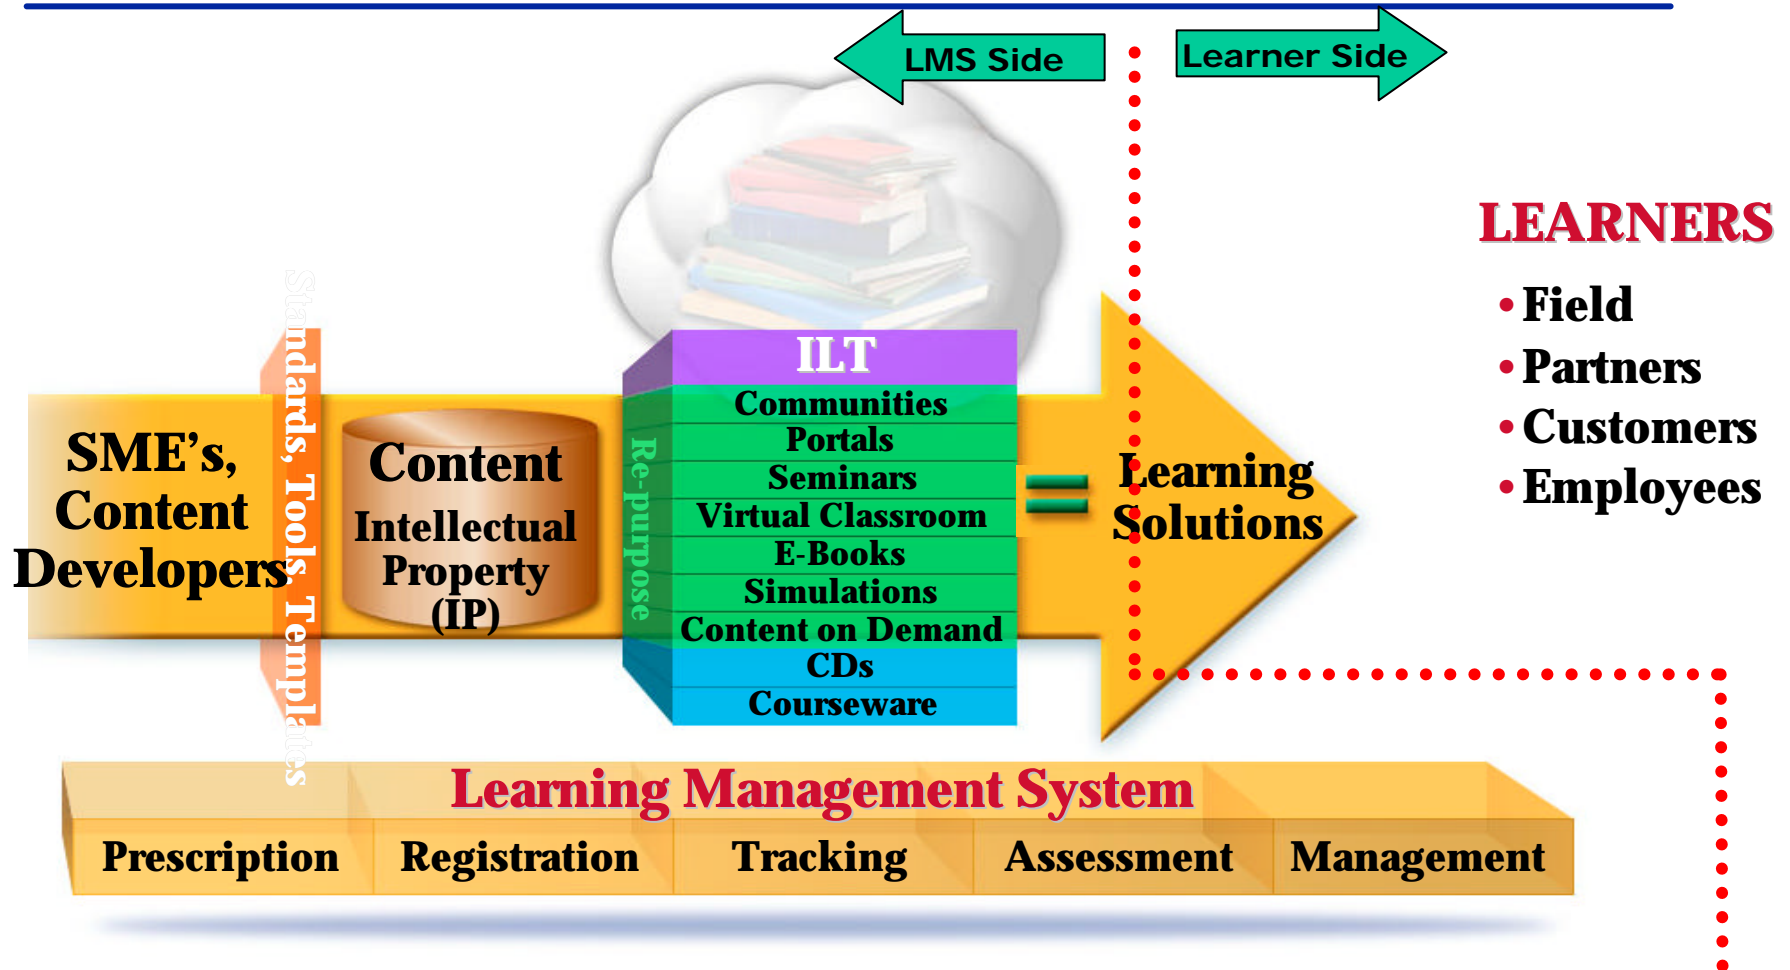 LMS Side
Learner Side
LEARNERS
•Field
•Partners
•Customers
•Employees
SME's,
Content
Developers
Standards, Tools, Templates
Content
Intellectual
Property
(IP)
Re-purpose
ILT
Communities
Portals
Seminars
Virtual Classroom
E-Books
Simulations
Content on Demand
CDs
Courseware
=
Learning
Solutions
Learning Management System
Prescription
Registration
Tracking
Assessment
Management